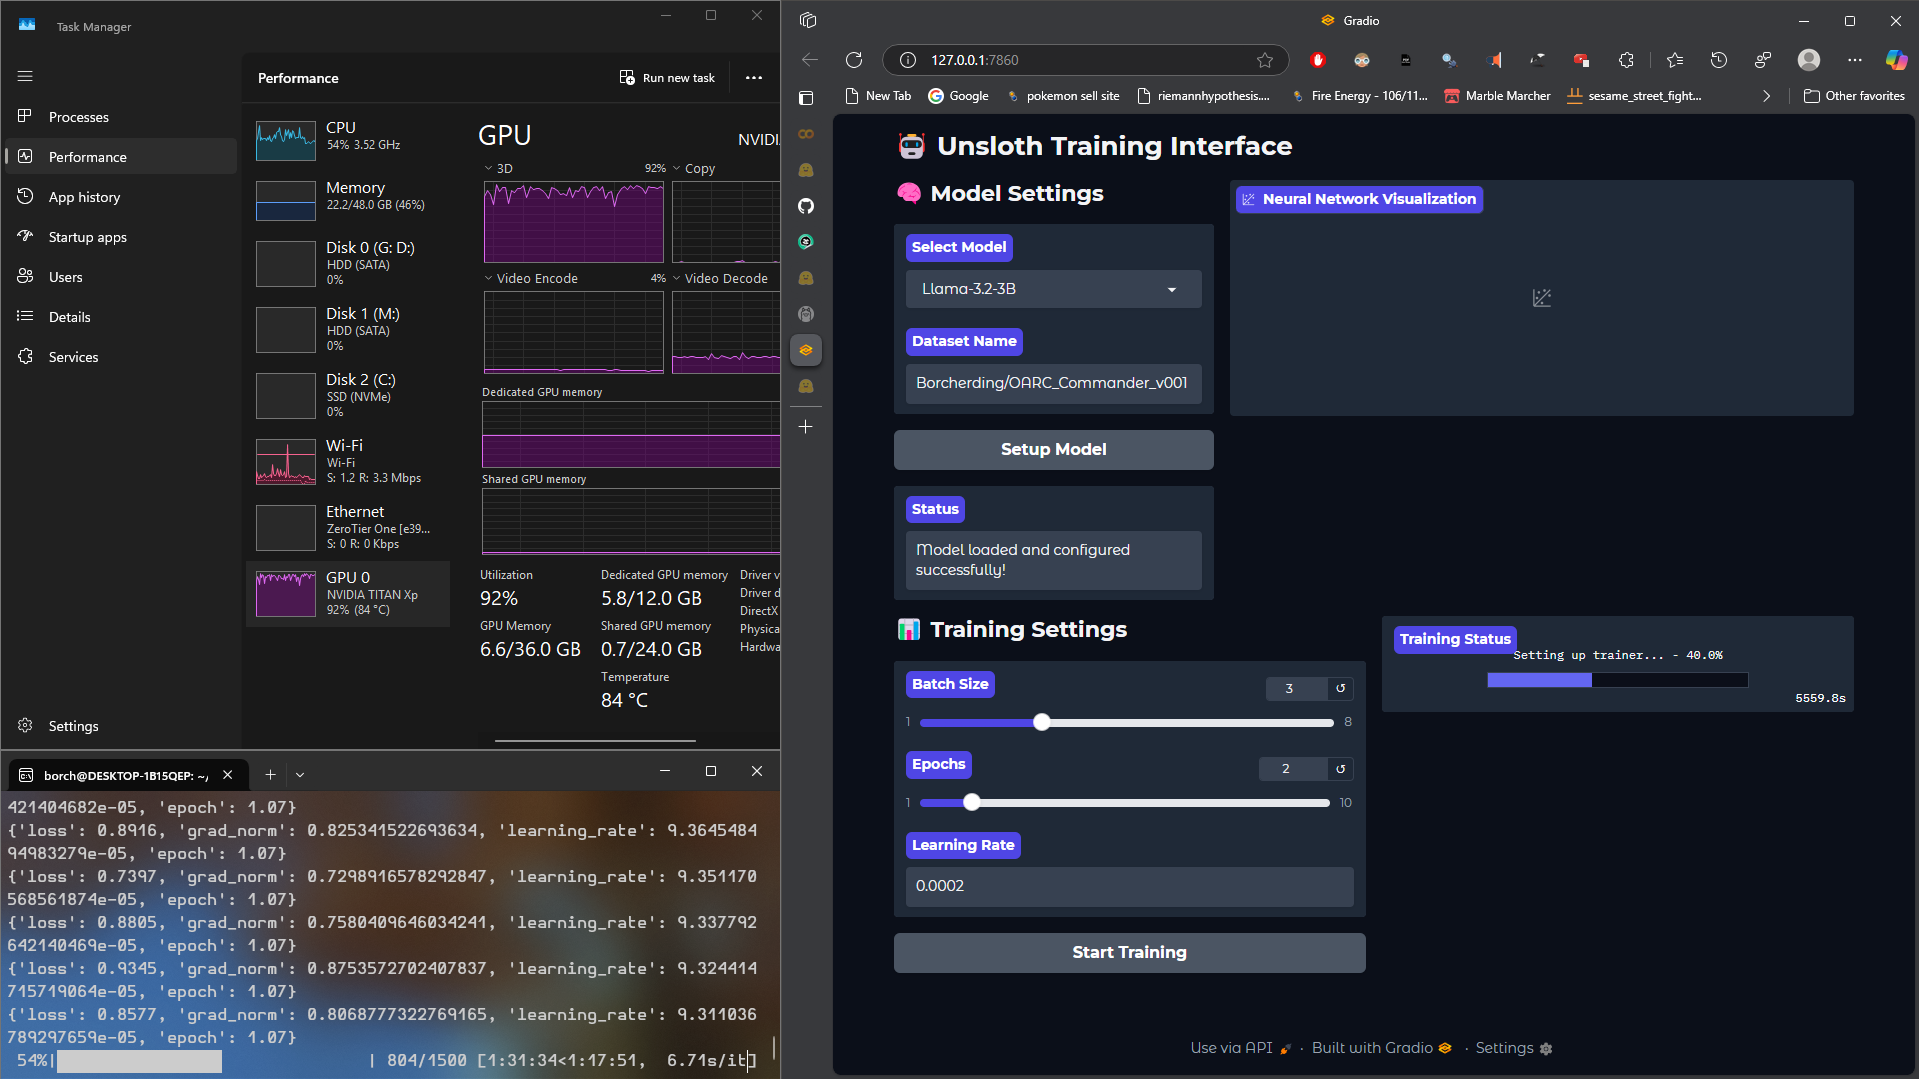 Task Manager
Performance
Run new task
Processes
Performance
App history
Startup apps
Users
Details
Services
Settings
CPU
54% 3.52 GHz
Memory
22.2/48.0 GB (46%)
Disk 0 (G: D:)
HDD (SATA)
0%
Disk 1 (M:)
HDD (SATA)
0%
Disk 2 (C:)
SSD (NVMe)
0%
Wi-Fi
Wi-Fi
S: 1.2 R: 3.3 Mbps
Ethernet
ZeroTier One [e39...
S: 0 R: 0 Kbps
GPU 0
NVIDIA TITAN Xp
92% (84 °C)
GPU
NVIDI
3D 92% Copy
Video Encode 4% Video Decode
Dedicated GPU memory
Shared GPU memory
Utilization
92%
Dedicated GPU memory
5.8/12.0 GB
GPU Memory
6.6/36.0 GB
Shared GPU memory
0.7/24.0 GB
Temperature
84 °C
Driver v
Driver d
DirectX
Physica
Hardwa
borch@DESKTOP-1B15QEP: ~/
421404682e-05, 'epoch': 1.07}
{'loss': 0.8916, 'grad_norm': 0.825341522693634, 'learning_rate': 9.3645484
94983279e-05, 'epoch': 1.07}
{'loss': 0.7397, 'grad_norm': 0.7298916578292847, 'learning_rate': 9.351170
568561874e-05, 'epoch': 1.07}
{'loss': 0.8805, 'grad_norm': 0.7580409646034241, 'learning_rate': 9.337792
642140469e-05, 'epoch': 1.07}
{'loss': 0.9345, 'grad_norm': 0.8753572702407837, 'learning_rate': 9.324414
715719064e-05, 'epoch': 1.07}
{'loss': 0.8577, 'grad_norm': 0.8068777322769165, 'learning_rate': 9.311036
789297659e-05, 'epoch': 1.07}
54%| | 804/1500 [1:31:34<1:17:51, 6.71s/it]
Gradio
127.0.0.1:7860
New Tab
Google
pokemon sell site
riemannhypothesis....
Fire Energy - 106/11...
Marble Marcher
sesame_street_fight...
Other favorites
Unsloth Training Interface
Model Settings
Select Model
Llama-3.2-3B
Dataset Name
Borcherding/OARC_Commander_v001
Setup Model
Status
Model loaded and configured
successfully!
Neural Network Visualization
Training Settings
Batch Size
3
1 8
Epochs
2
1 10
Learning Rate
0.0002
Start Training
Training Status
Setting up trainer... - 40.0%
5559.8s
Use via API · Built with Gradio · Settings